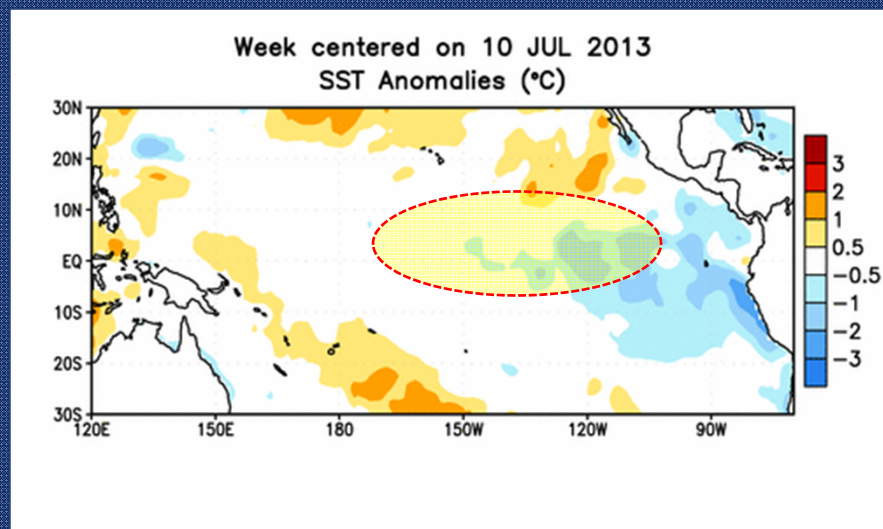 Week centered on 10 JUL 2013
SST Anomalies (°C)
30N
20N
10N
EQ
10S
20S
30S
120E 150E 180 150W 120W 90W
3
2
1
0.5
-0.5
-1
-2
-3